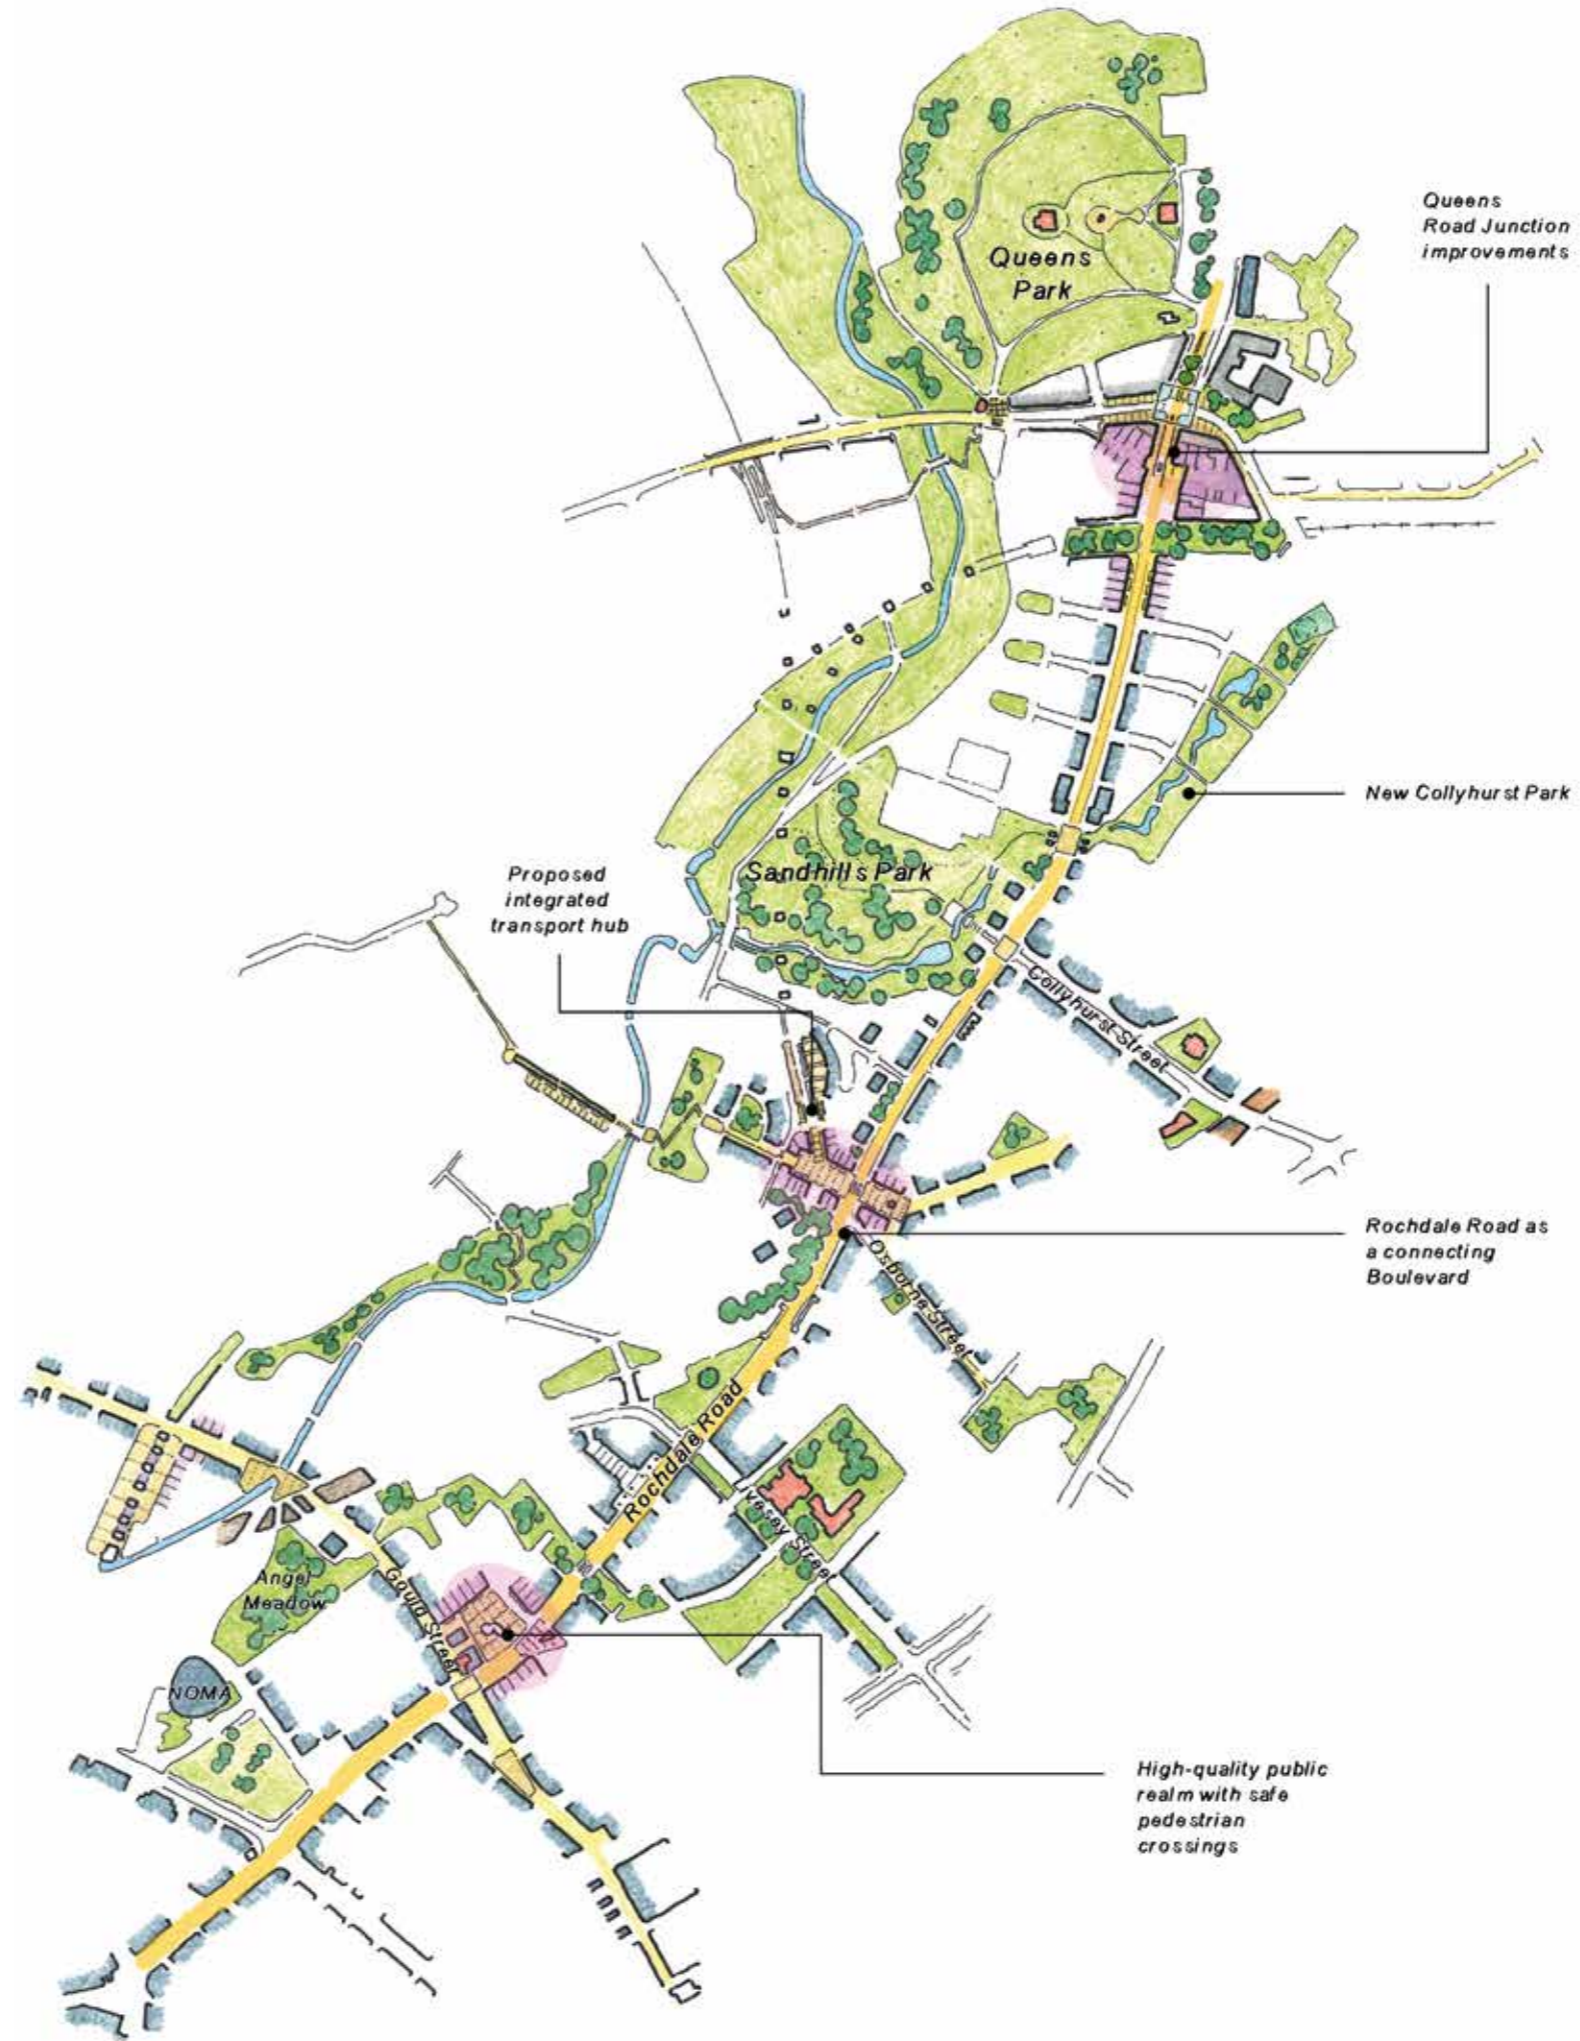 Queens
Road Junction
improvements
Queens
Park
New Collyhurst Park
Sandhills Park
Proposed
integrated
transport hub
Collyhurst Street
Rochdale Road as
a connecting
Boulevard
Osborne Street
Rochdale Road
Vesey Street
Angel
Meadow
Gould Street
NOMA
High-quality public
realm with safe
pedestrian
crossings